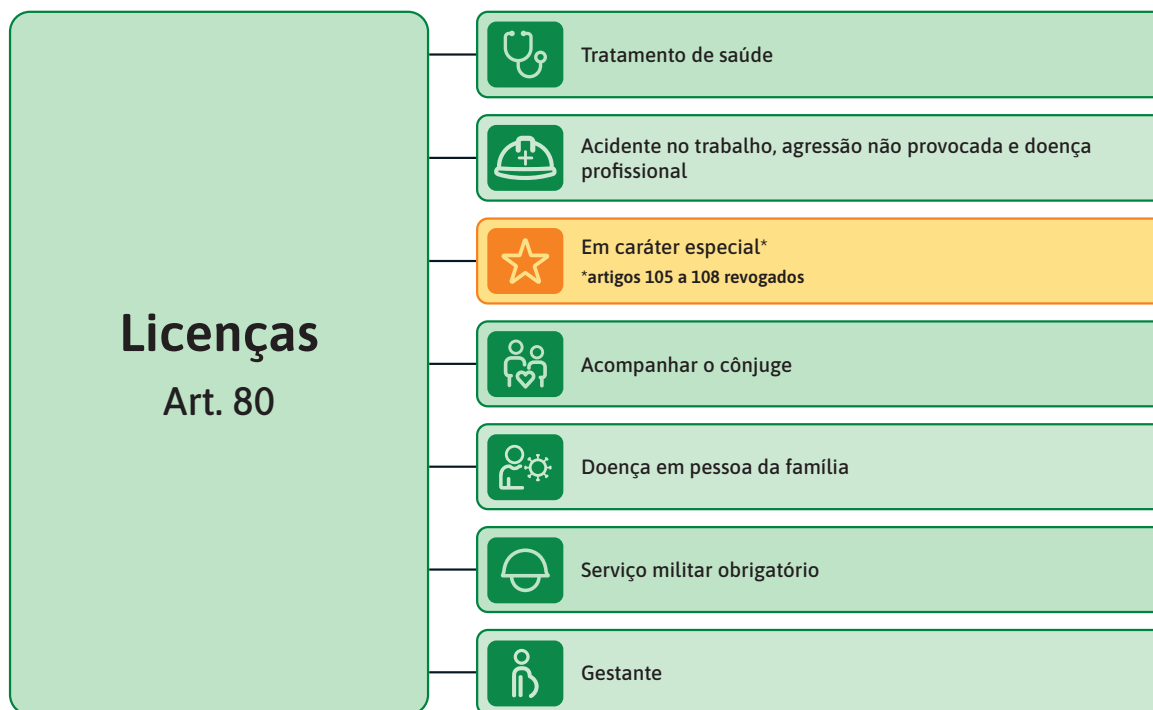 Licenças
Art. 80
Tratamento de saúde
Acidente no trabalho, agressão não provocada e doença
profissional
Em caráter especial*
*artigos 105 a 108 revogados
Acompanhar o cônjuge
Doença em pessoa da família
Serviço militar obrigatório
Gestante